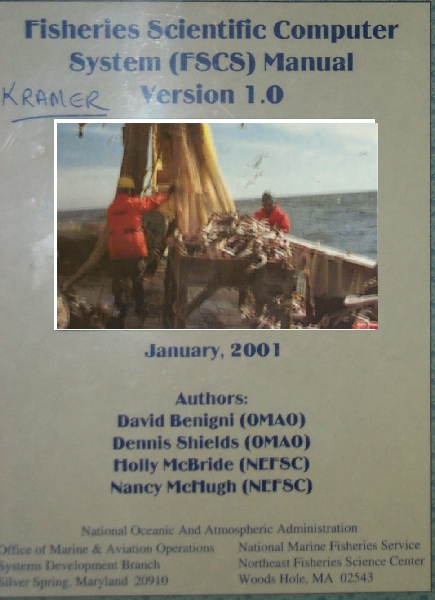 Fisheries Scientific Computer
System (FSCS) Manual
KRAMER
Version 1.0
January, 2001
Authors:
David Benigni (OMAO)
Dennis Shields (OMAO)
Holly McBride (NEFSC)
Nancy McHugh (NEFSC)
National Oceanic And Atmospheric Administration
Office of Marine & Aviation Operations
Systems Development Branch
Silver Spring, Maryland 20910
National Marine Fisheries Service
Northeast Fisheries Science Center
Woods Hole, MA 02543